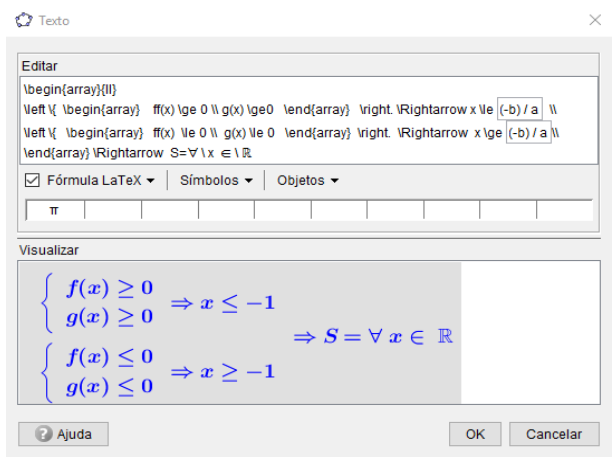 Texto
Editar
\begin{array}{ll}
\left \{ \begin{array} ff(x) \ge 0 \\ g(x) \ge0 \end{array} \right. \Rightarrow x \le (-b) / a \\
\left \{ \begin{array} ff(x) \le 0 \\ g(x) \le 0 \end{array} \right. \Rightarrow x \ge (-b) / a \\
\end{array} \Rightarrow S=∀ \ x ∈ \ ℝ
Fórmula LaTeX Símbolos Objetos
π
Visualizar
f(x) ≥ 0
g(x) ≥ 0
⇒ x ≤ −1
f(x) ≤ 0
g(x) ≤ 0
⇒ x ≥ −1
⇒ S = ∀ x ∈ ℝ
Ajuda OK Cancelar